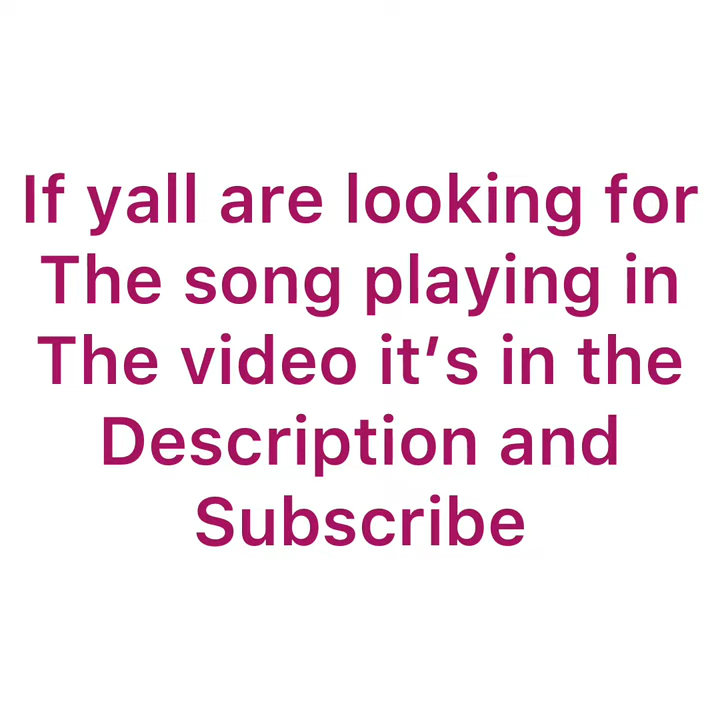 If yall are looking for
The song playing in
The video it’s in the
Description and
Subscribe